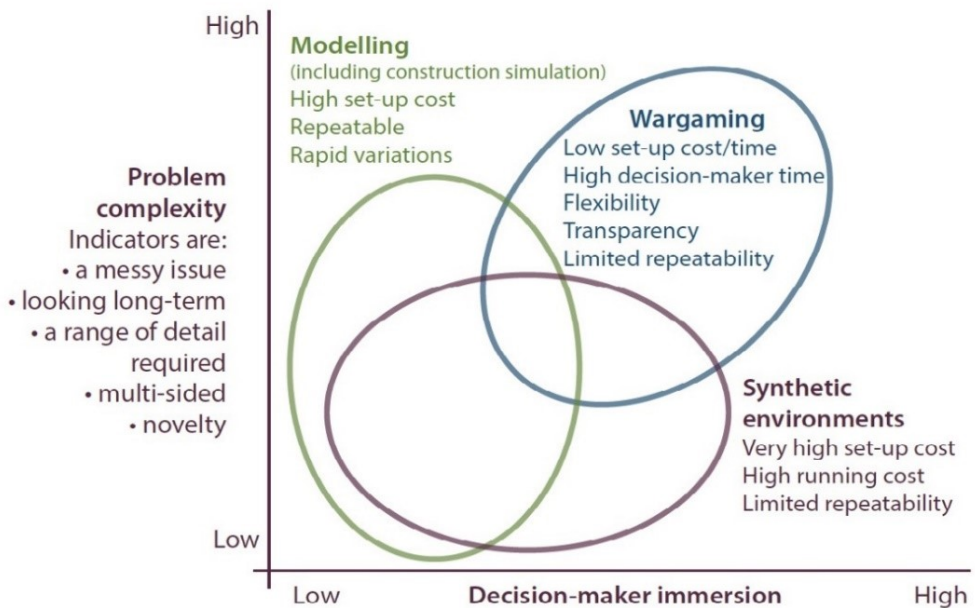 High
Problem
complexity
Indicators are:
• a messy issue
• looking long-term
• a range of detail
required
• multi-sided
• novelty
Low
Modelling
(including construction simulation)
High set-up cost
Repeatable
Rapid variations
Wargaming
Low set-up cost/time
High decision-maker time
Flexibility
Transparency
Limited repeatability
Synthetic
environments
Very high set-up cost
High running cost
Limited repeatability
Low
Decision-maker immersion
High